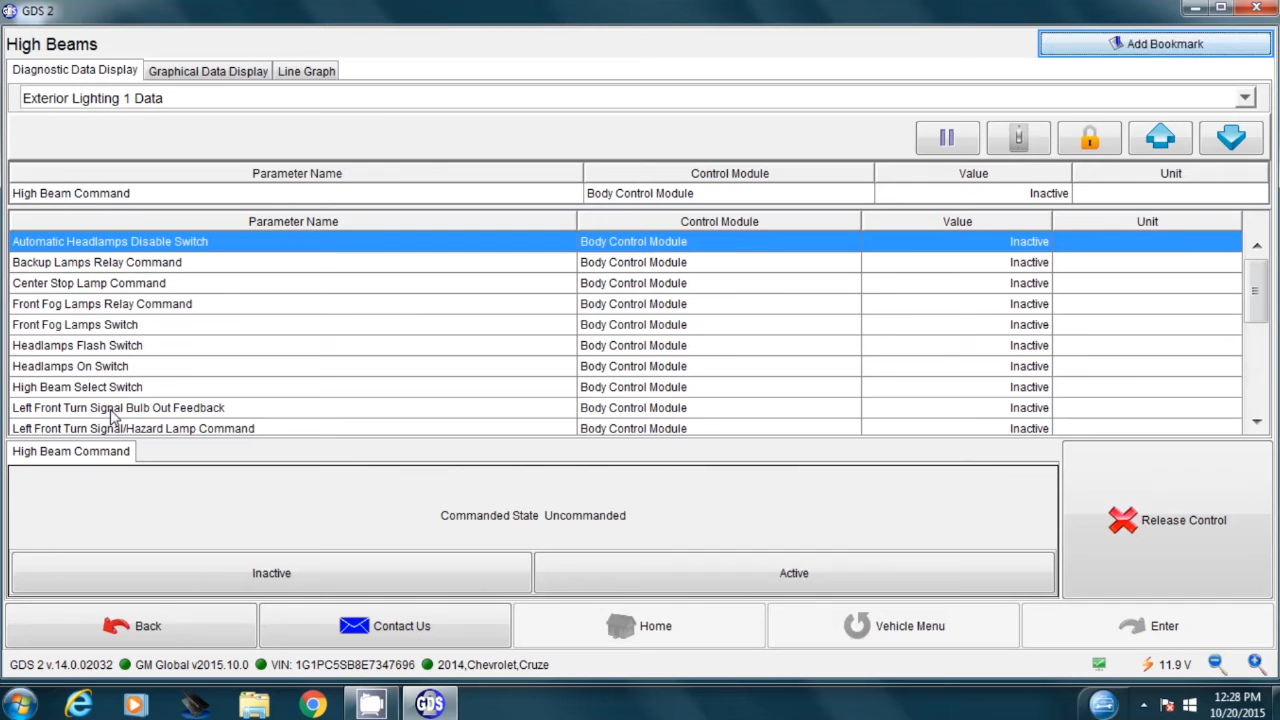 GDS 2
High Beams
Add Bookmark
Diagnostic Data Display Graphical Data Display Line Graph
Exterior Lighting 1 Data
Parameter Name Control Module Value Unit
High Beam Command Body Control Module Inactive
Parameter Name Control Module Value Unit
Automatic Headlamps Disable Switch Body Control Module Inactive
Backup Lamps Relay Command Body Control Module Inactive
Center Stop Lamp Command Body Control Module Inactive
Front Fog Lamps Relay Command Body Control Module Inactive
Front Fog Lamps Switch Body Control Module Inactive
Headlamps Flash Switch Body Control Module Inactive
Headlamps On Switch Body Control Module Inactive
High Beam Select Switch Body Control Module Inactive
Left Front Turn Signal Bulb Out Feedback Body Control Module Inactive
Left Front Turn Signal/Hazard Lamp Command Body Control Module Inactive
High Beam Command
Commanded State Uncommanded
Release Control
Inactive Active
Back Contact Us Home Vehicle Menu Enter
GDS 2 v.14.0.02032 GM Global v2015.10.0 VIN: 1G1PC5SB8E7347696 2014,Chevrolet,Cruze 11.9 V
GDS
12:28 PM
10/20/2015